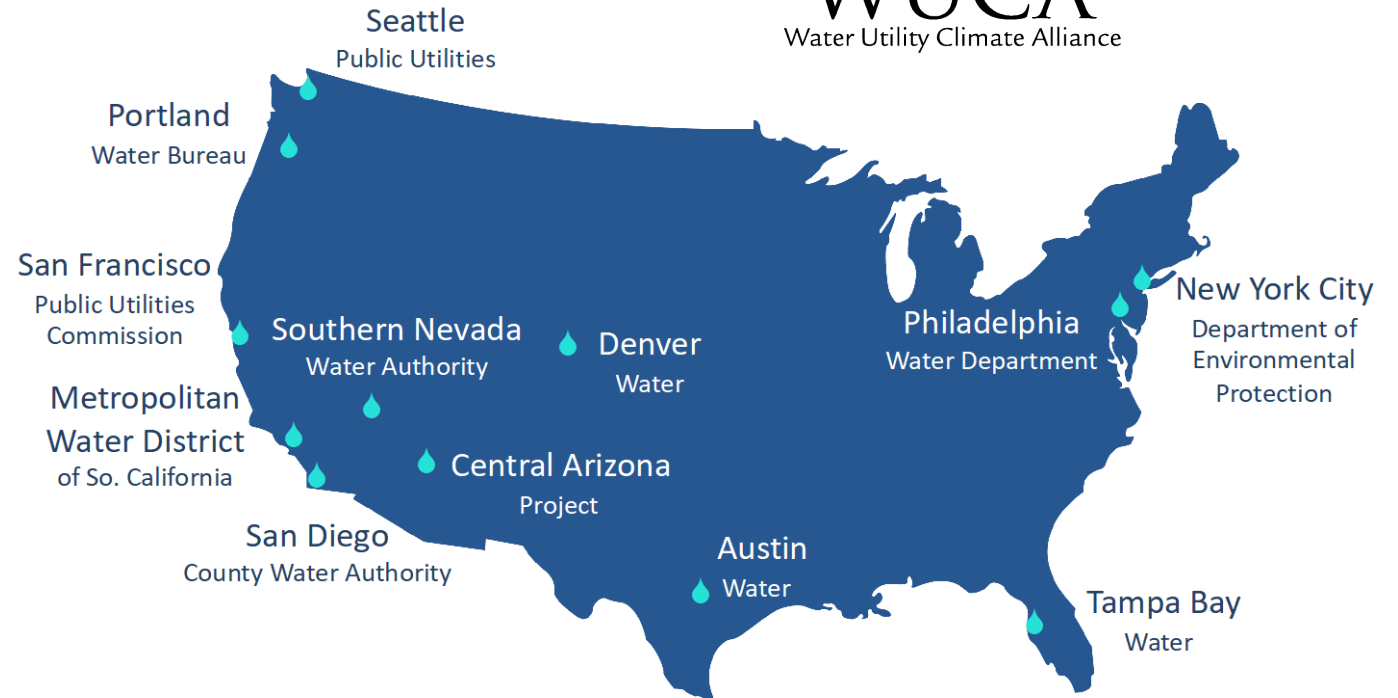 WUCA
Water Utility Climate Alliance
Seattle
Public Utilities
Portland
Water Bureau
San Francisco
Public Utilities
Commission
Southern Nevada
Water Authority
Denver
Water
Philadelphia
Water Department
New York City
Department of
Environmental
Protection
Metropolitan
Water District
of So. California
Central Arizona
Project
San Diego
County Water Authority
Austin
Water
Tampa Bay
Water